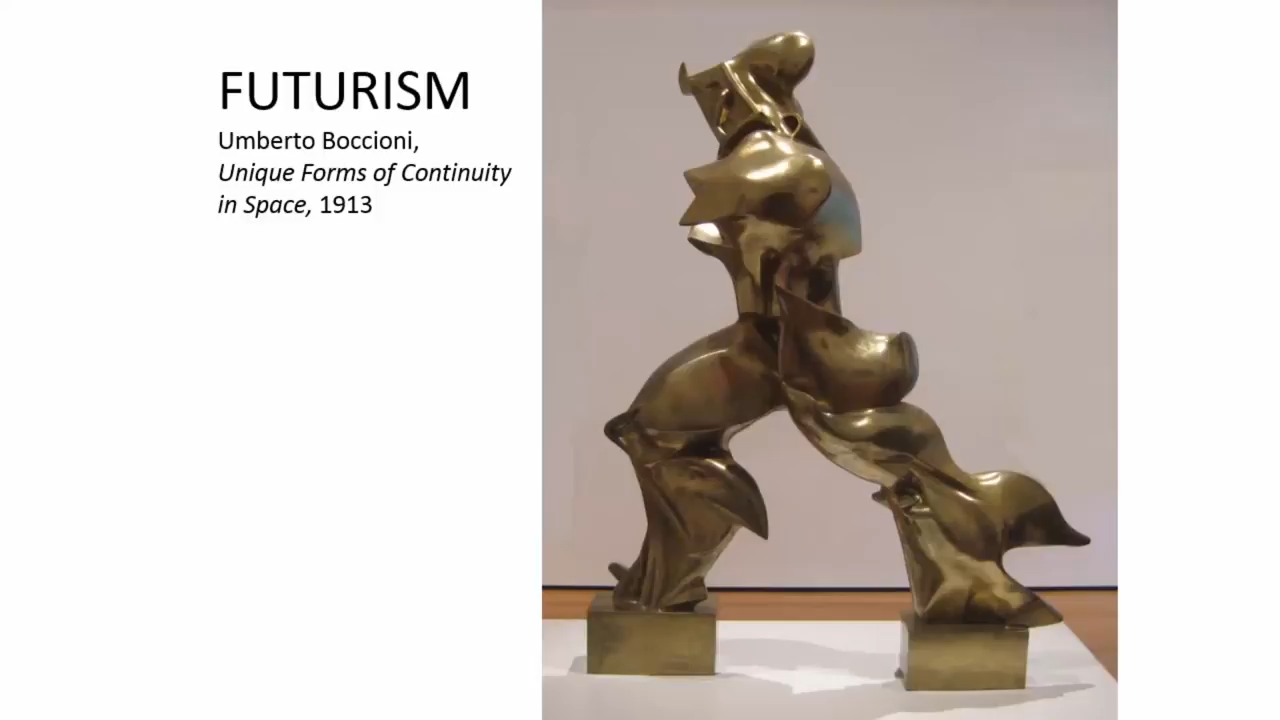 FUTURISM
Umberto Boccioni,
Unique Forms of Continuity
in Space, 1913